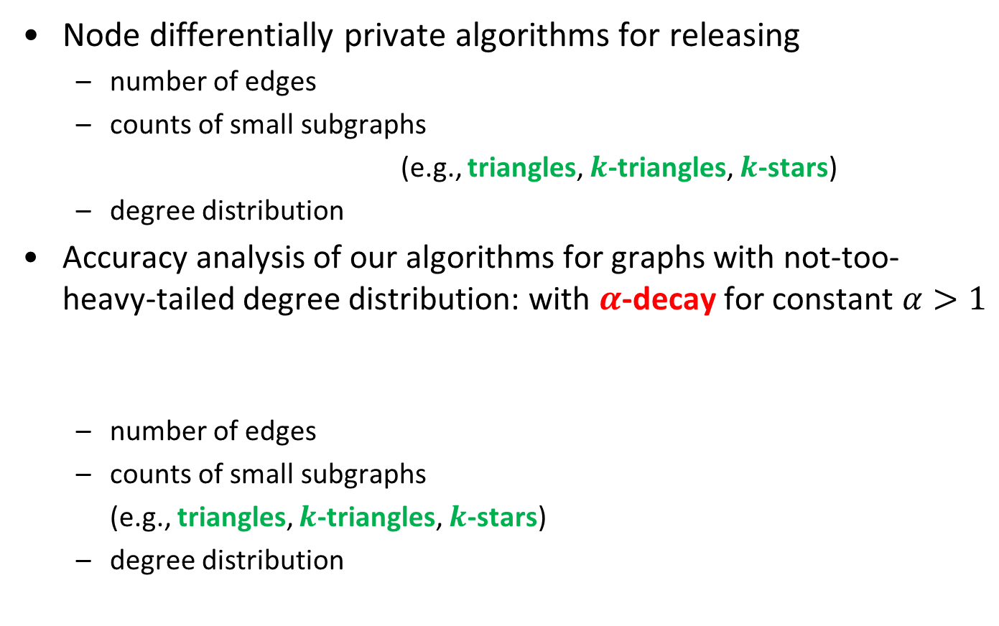 • Node differentially private algorithms for releasing
– number of edges
– counts of small subgraphs
(e.g., triangles, k-triangles, k-stars)
– degree distribution
• Accuracy analysis of our algorithms for graphs with not-too-
heavy-tailed degree distribution: with α-decay for constant α > 1
– number of edges
– counts of small subgraphs
(e.g., triangles, k-triangles, k-stars)
– degree distribution